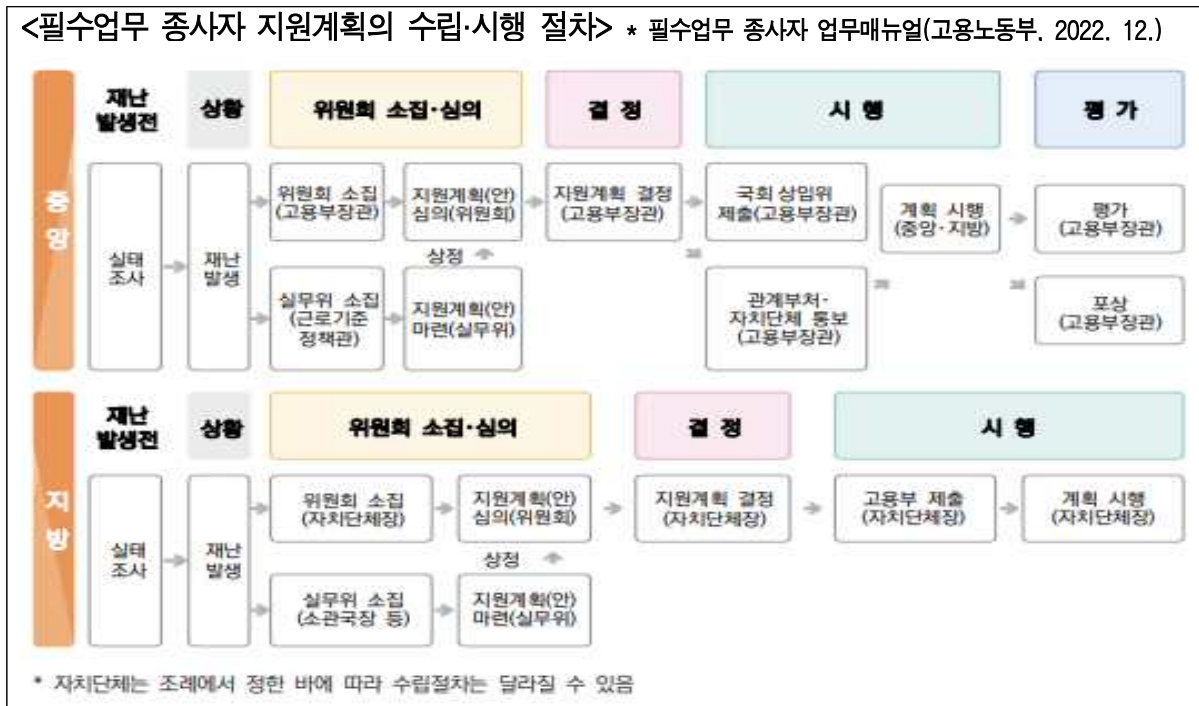 <필수업무 종사자 지원계획의 수립·시행 절차> * 필수업무 종사자 업무매뉴얼(고용노동부. 2022. 12.)
재난
발생전
상황
위원회 소집·심의
결 정
시 행
평 가
중
앙
실태
조사
재난
발생
위원회 소집
(고용부장관)
지원계획(안)
심의(위원회)
지원계획 결정
(고용부장관)
국회 상임위
제출(고용부장관)
계획 시행
(중앙·지방)
평가
(고용부장관)
상정
실무위 소집
(근로기준
정책관)
지원계획(안)
마련(실무위)
관계부처·
자치단체 통보
(고용부장관)
포상
(고용부장관)
재난
발생전
상황
위원회 소집·심의
결 정
시 행
지
방
실태
조사
재난
발생
위원회 소집
(자치단체장)
지원계획(안)
심의(위원회)
지원계획 결정
(자치단체장)
고용부 제출
(자치단체장)
계획 시행
(자치단체장)
상정
실무위 소집
(소관국장 등)
지원계획(안)
마련(실무위)
* 자치단체는 조례에서 정한 바에 따라 수립절차는 달라질 수 있음